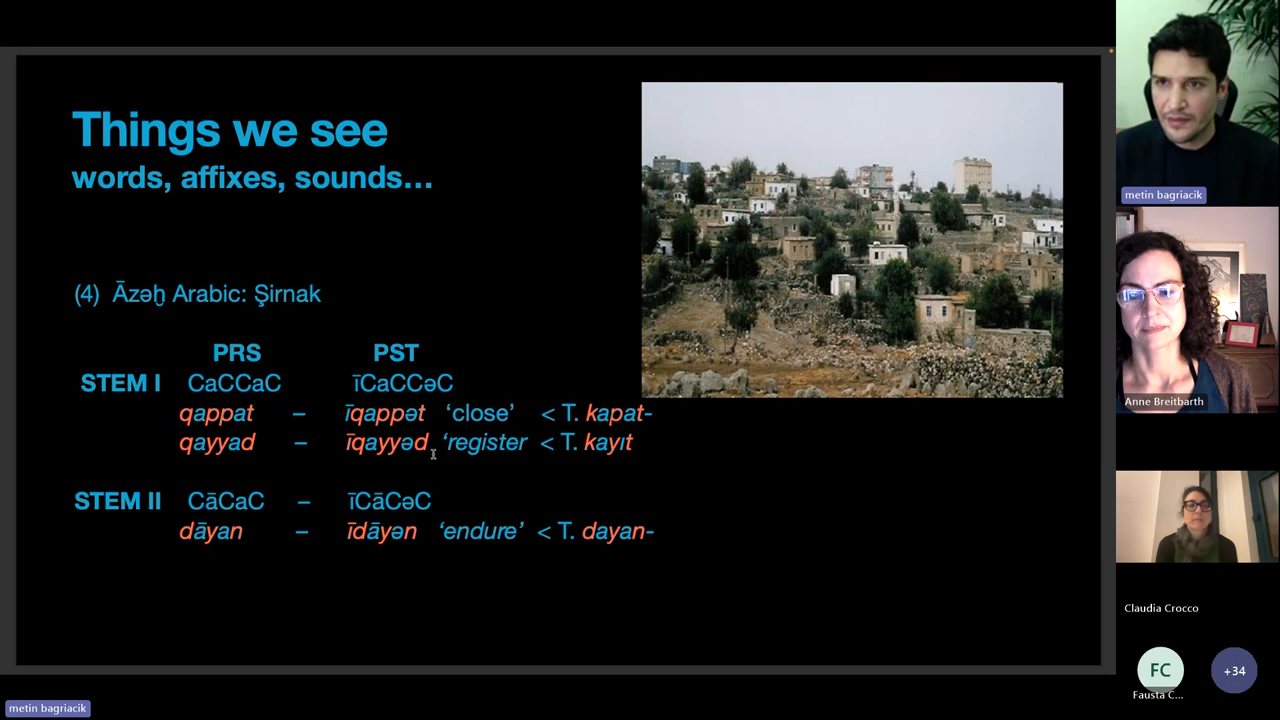 Things we see
words, affixes, sounds…
(4) Āzəḫ Arabic: Şirnak
PRS PST
STEM I CaCCaC īCaCCəC
qappat – īqappət ‘close’ < T. kapat-
qayyad – īqayyəd ‘register < T. kayıt
STEM II CāCaC – īCāCəC
dāyan – īdāyən ‘endure’ < T. dayan-
metin bagriacik
Anne Breitbarth
Claudia Crocco
FC
Fausta C...
+34
metin bagriacik